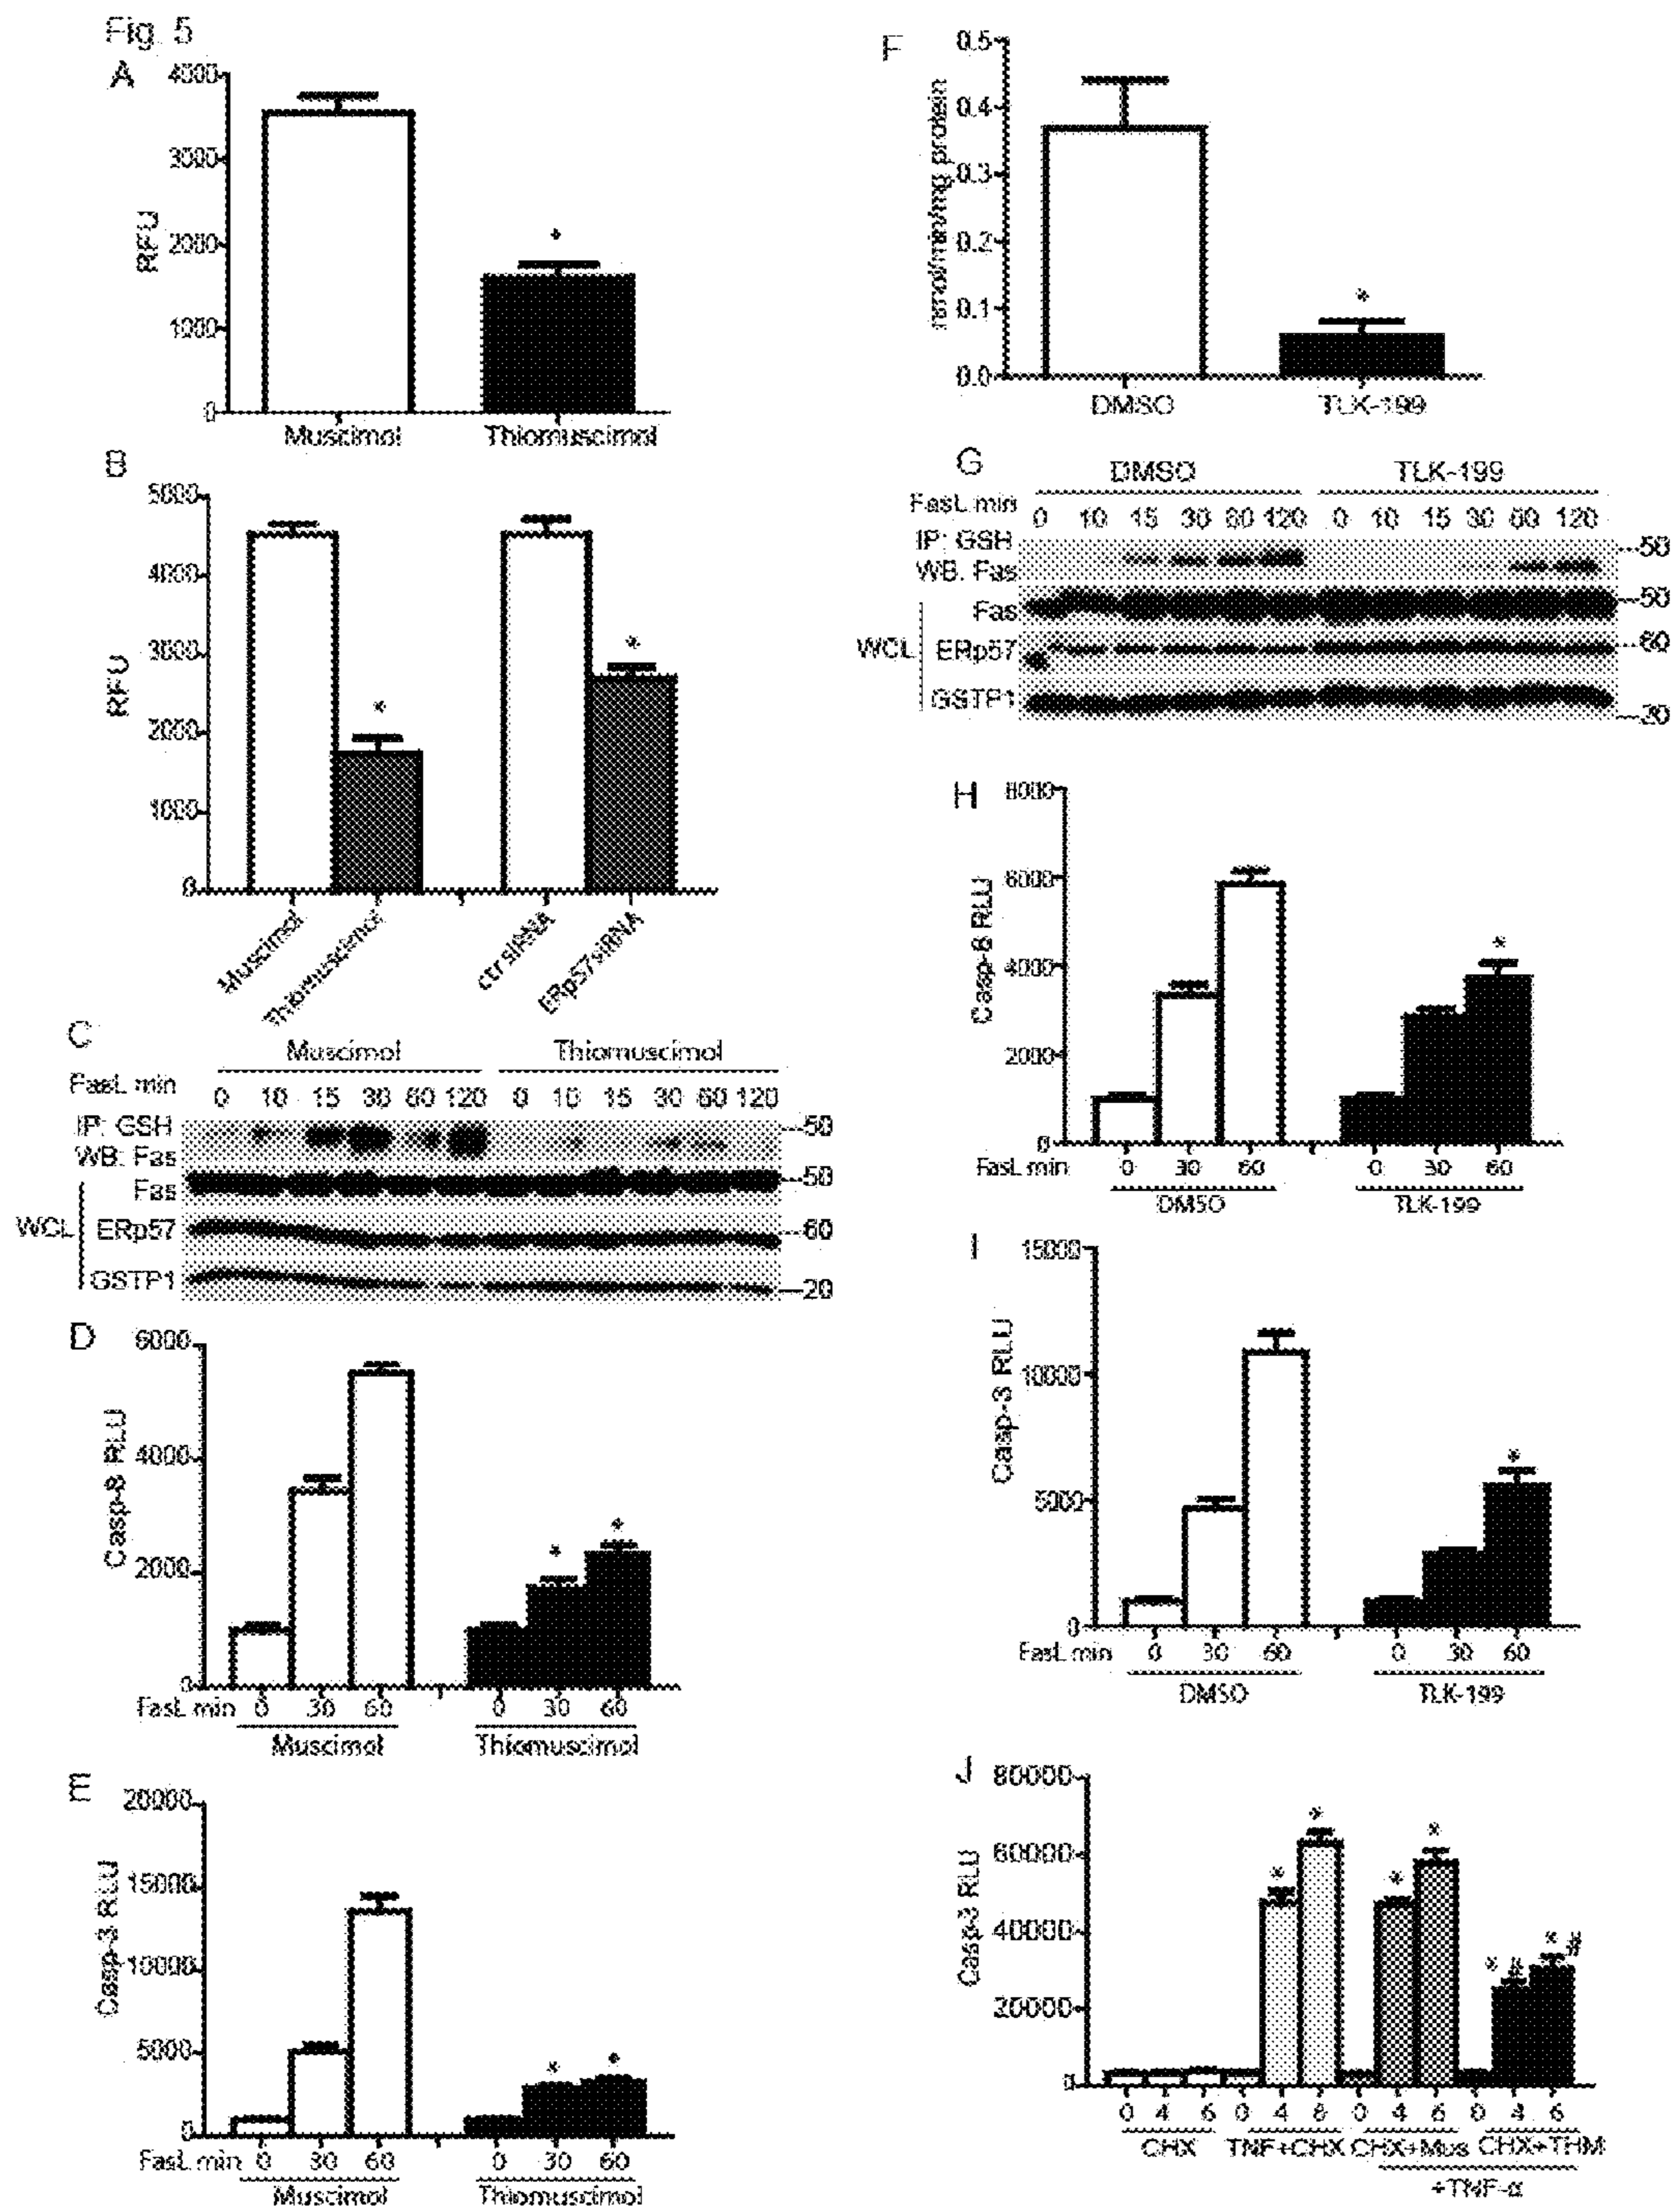 Fig. 5
A
4000
3000
2000
1000
0
RFU
*
Muscimol
Thiomuscimol
B
5000
4000
3000
2000
1000
0
RFU
*
*
Muscimol
Thiomuscimol
ctr siRNA
ERp57siRNA
C
Muscimol
Thiomuscimol
FasL min
0 10 15 30 60 120 0 10 15 30 60 120
IP: GSH
WB: Fas
50
Fas
50
WCL
ERp57
60
GSTP1
20
D
6000
4000
2000
0
Casp-8 RLU
* *
FasL min 0 30 60 0 30 60
Muscimol
Thiomuscimol
E
20000
15000
10000
5000
0
Casp-3 RLU
* *
FasL min 0 30 60 0 30 60
Muscimol
Thiomuscimol
F
0.5
0.4
0.3
0.2
0.1
0.0
nmol/min/mg protein
*
DMSO
TLK-199
G
DMSO
TLK-199
FasL min
0 10 15 30 60 120 0 10 15 30 60 120
IP: GSH
WB: Fas
50
Fas
50
WCL
ERp57
60
GSTP1
20
H
8000
6000
4000
2000
0
Casp-8 RLU
*
FasL min 0 30 60 0 30 60
DMSO
TLK-199
I
15000
10000
5000
0
Casp-3 RLU
*
FasL min 0 30 60 0 30 60
DMSO
TLK-199
J
80000
60000
40000
20000
0
Casp-3 RLU
* * * * * # * #
0 4 6 0 4 6 0 4 6 0 4 6
CHX TNF+CHX CHX+Mus CHX+THM
+TNF-α